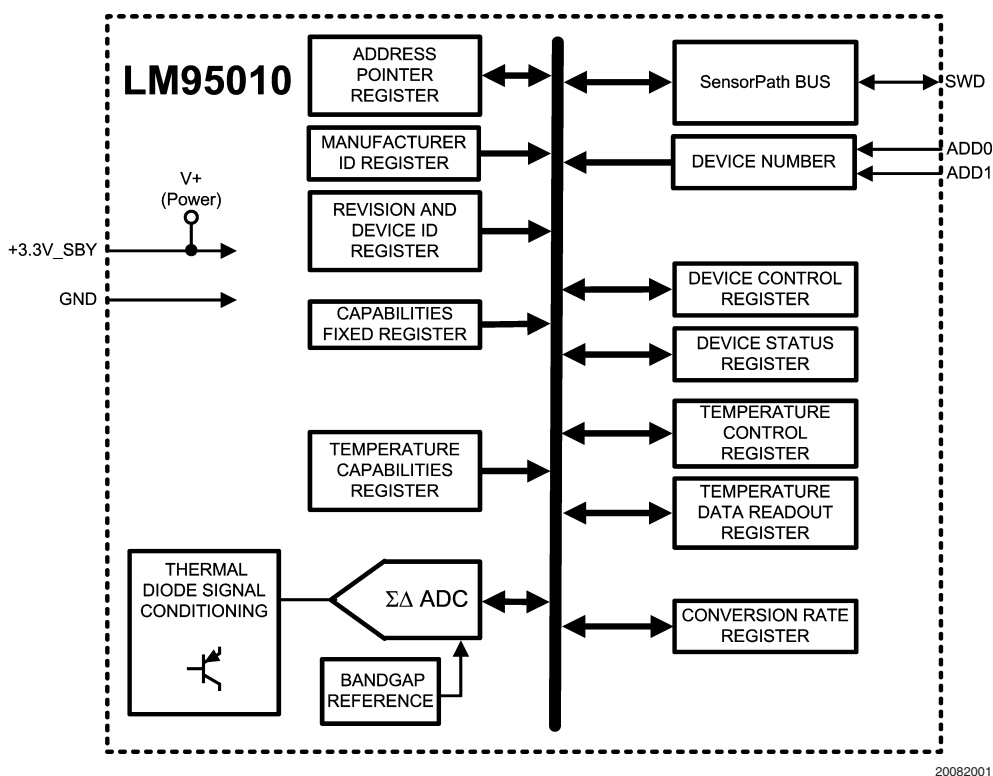 LM95010
ADDRESS
POINTER
REGISTER
MANUFACTURER
ID REGISTER
REVISION AND
DEVICE ID
REGISTER
CAPABILITIES
FIXED REGISTER
TEMPERATURE
CAPABILITIES
REGISTER
V+
(Power)
+3.3V_SBY
GND
THERMAL
DIODE SIGNAL
CONDITIONING
ΣΔ ADC
BANDGAP
REFERENCE
SensorPath BUS
SWD
DEVICE NUMBER
ADD0
ADD1
DEVICE CONTROL
REGISTER
DEVICE STATUS
REGISTER
TEMPERATURE
CONTROL
REGISTER
TEMPERATURE
DATA READOUT
REGISTER
CONVERSION RATE
REGISTER
20082001